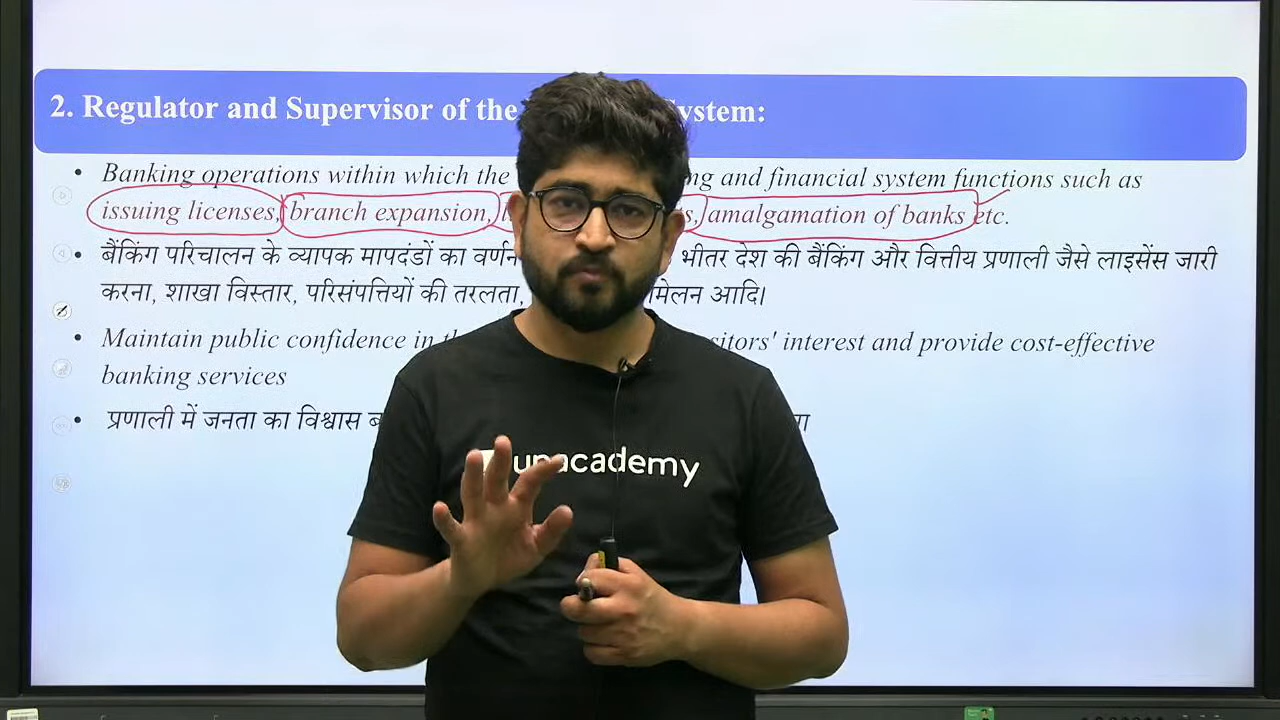 2. Regulator and Supervisor of the ystem:
• Banking operations within which the ng and financial system functions such as
issuing licenses, branch expansion, amalgamation of banks etc.
• बैंकिंग परिचालन के व्यापक मापदंडों का वर्णन भीतर देश की बैंकिंग और वित्तीय प्रणाली जैसे लाइसेंस जारी
करना, शाखा विस्तार, परिसंपत्तियों की तरलता, मेलन आदि।
• Maintain public confidence in sitors' interest and provide cost-effective
banking services
• प्रणाली में जनता का विश्वास
unacademy